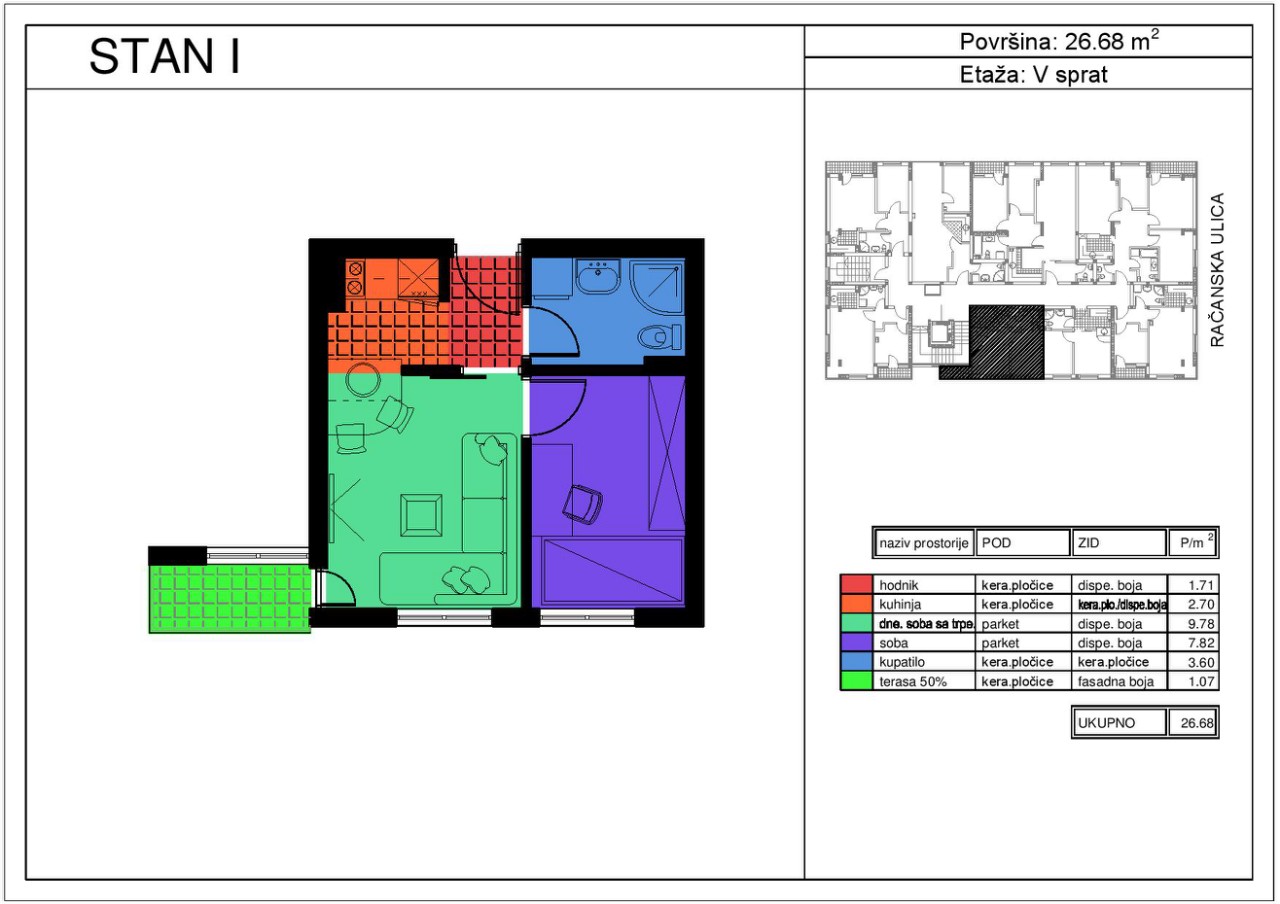 STAN I
Površina: 26.68 m²
Etaža: V sprat
RAČANSKA ULICA
naziv prostorije POD ZID P/m²
hodnik kera.pločice dispe. boja 1.71
kuhinja kera.pločice kera.plo./dispe.boja 2.70
dne. soba sa trpe. parket dispe. boja 9.78
soba parket dispe. boja 7.82
kupatilo kera.pločice kera.pločice 3.60
terasa 50% kera.pločice fasadna boja 1.07
UKUPNO 26.68